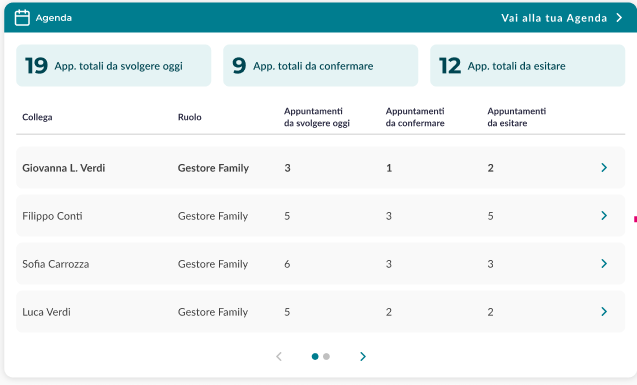 Agenda
Vai alla tua Agenda
19 App. totali da svolgere oggi
9 App. totali da confermare
12 App. totali da esitare
Collega
Ruolo
Appuntamenti
da svolgere oggi
Appuntamenti
da confermare
Appuntamenti
da esitare
Giovanna L. Verdi Gestore Family 3 1 2
Filippo Conti Gestore Family 5 3 5
Sofia Carrozza Gestore Family 6 3 3
Luca Verdi Gestore Family 5 2 2